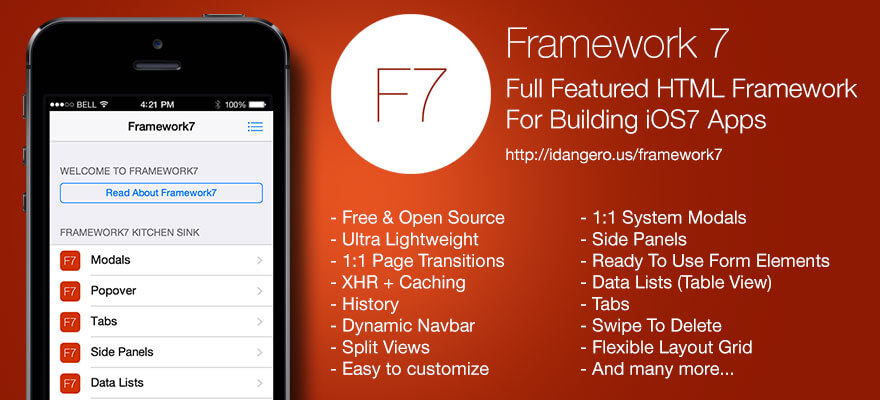 BELL
4:21 PM
100%
Framework7
WELCOME TO FRAMEWORK7
Read About Framework7
FRAMEWORK7 KITCHEN SINK
F7 Modals
F7 Popover
F7 Tabs
F7 Side Panels
F7 Data Lists
F7
Framework 7
Full Featured HTML Framework
For Building iOS7 Apps
http://idangero.us/framework7
- Free & Open Source
- Ultra Lightweight
- 1:1 Page Transitions
- XHR + Caching
- History
- Dynamic Navbar
- Split Views
- Easy to customize
- 1:1 System Modals
- Side Panels
- Ready To Use Form Elements
- Data Lists (Table View)
- Tabs
- Swipe To Delete
- Flexible Layout Grid
- And many more...